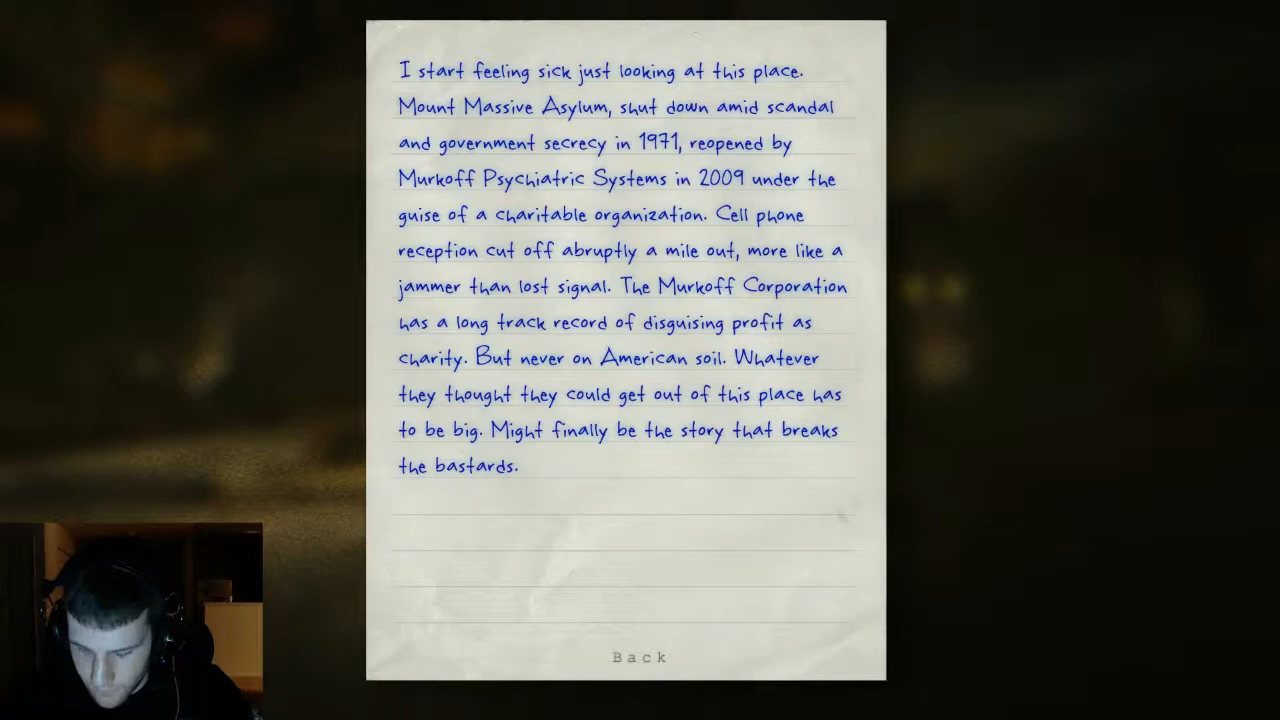 I start feeling sick just looking at this place.
Mount Massive Asylum, shut down amid scandal
and government secrecy in 1971, reopened by
Murkoff Psychiatric Systems in 2009 under the
guise of a charitable organization. Cell phone
reception cut off abruptly a mile out, more like a
jammer than lost signal. The Murkoff Corporation
has a long track record of disguising profit as
charity. But never on American soil. Whatever
they thought they could get out of this place has
to be big. Might finally be the story that breaks
the bastards.
Back